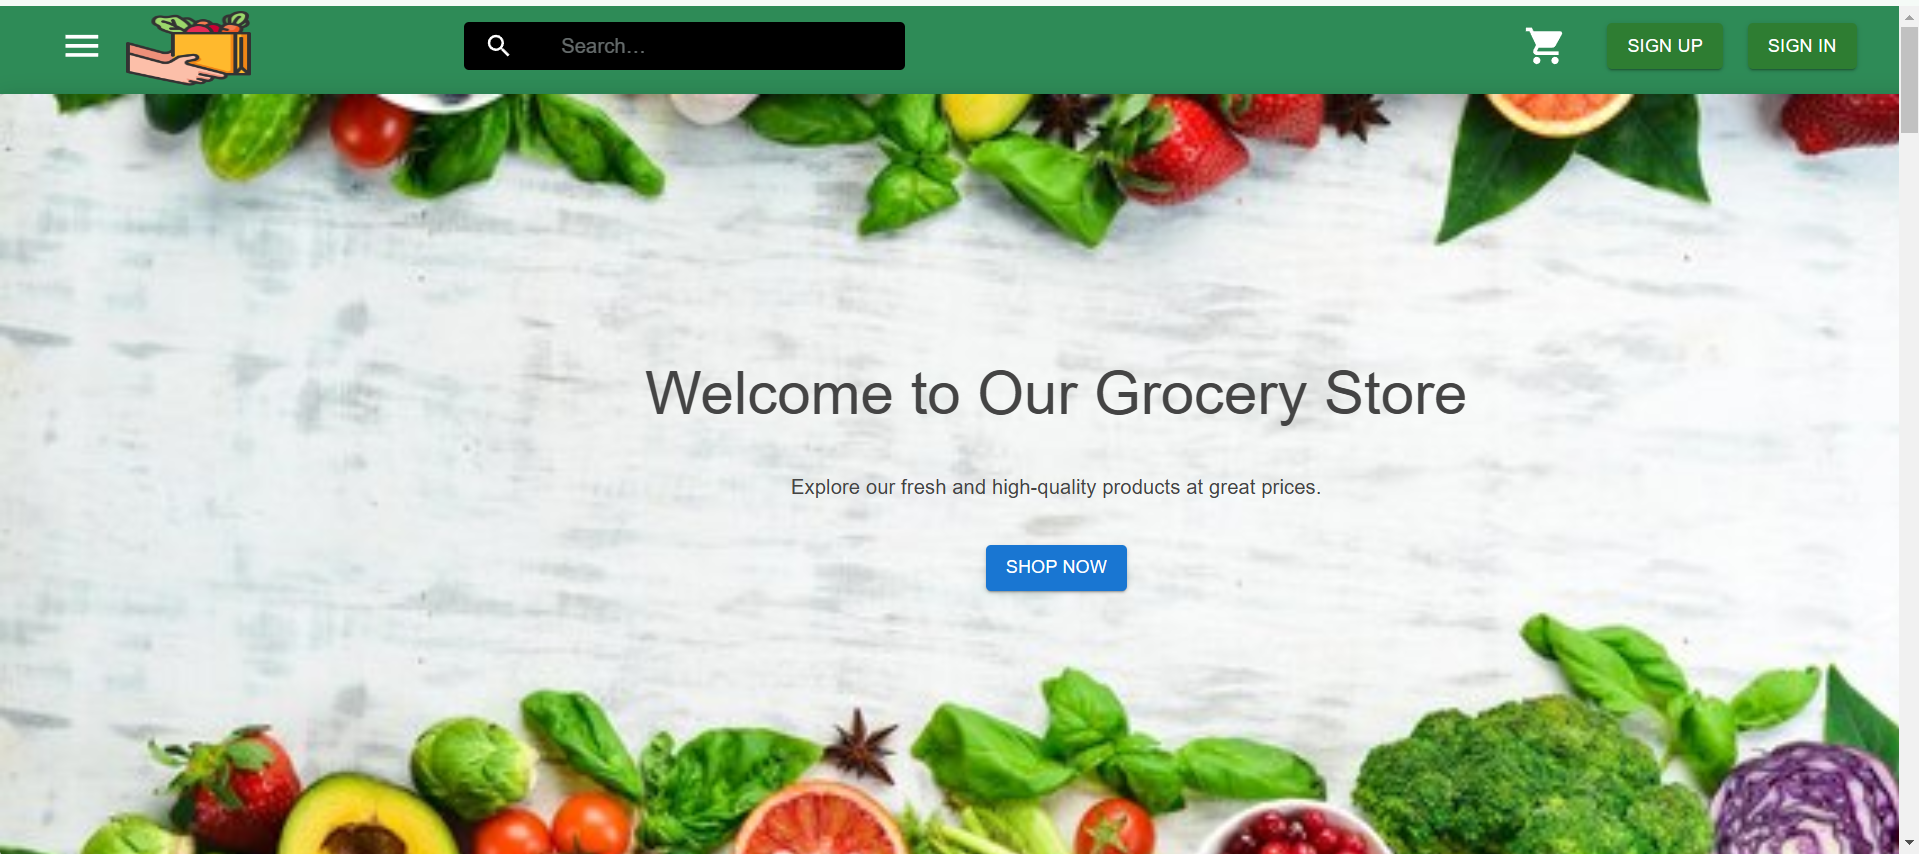 Search...
SIGN UP
SIGN IN
Welcome to Our Grocery Store
Explore our fresh and high-quality products at great prices.
SHOP NOW